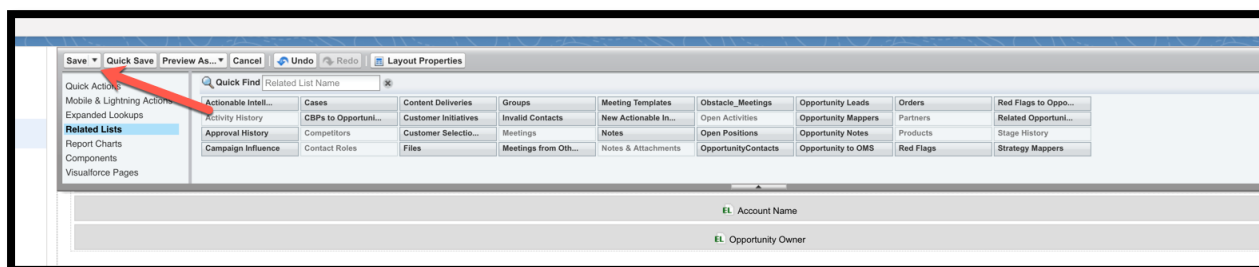 Save Quick Save Preview As... Cancel Undo Redo Layout Properties
Quick Actions
Mobile & Lightning Actions
Expanded Lookups
Related Lists
Report Charts
Components
Visualforce Pages
Quick Find Related List Name
Actionable Intell... Cases Content Deliveries Groups Meeting Templates Obstacle_Meetings Opportunity Leads Orders Red Flags to Oppo...
Activity History CBPs to Opportuni... Customer Initiatives Invalid Contacts New Actionable In... Open Activities Opportunity Mappers Partners Related Opportuni...
Approval History Competitors Customer Selectio... Meetings Notes Open Positions Opportunity Notes Products Stage History
Campaign Influence Contact Roles Files Meetings from Oth... Notes & Attachments OpportunityContacts Opportunity to OMS Red Flags Strategy Mappers
EL Account Name
EL Opportunity Owner